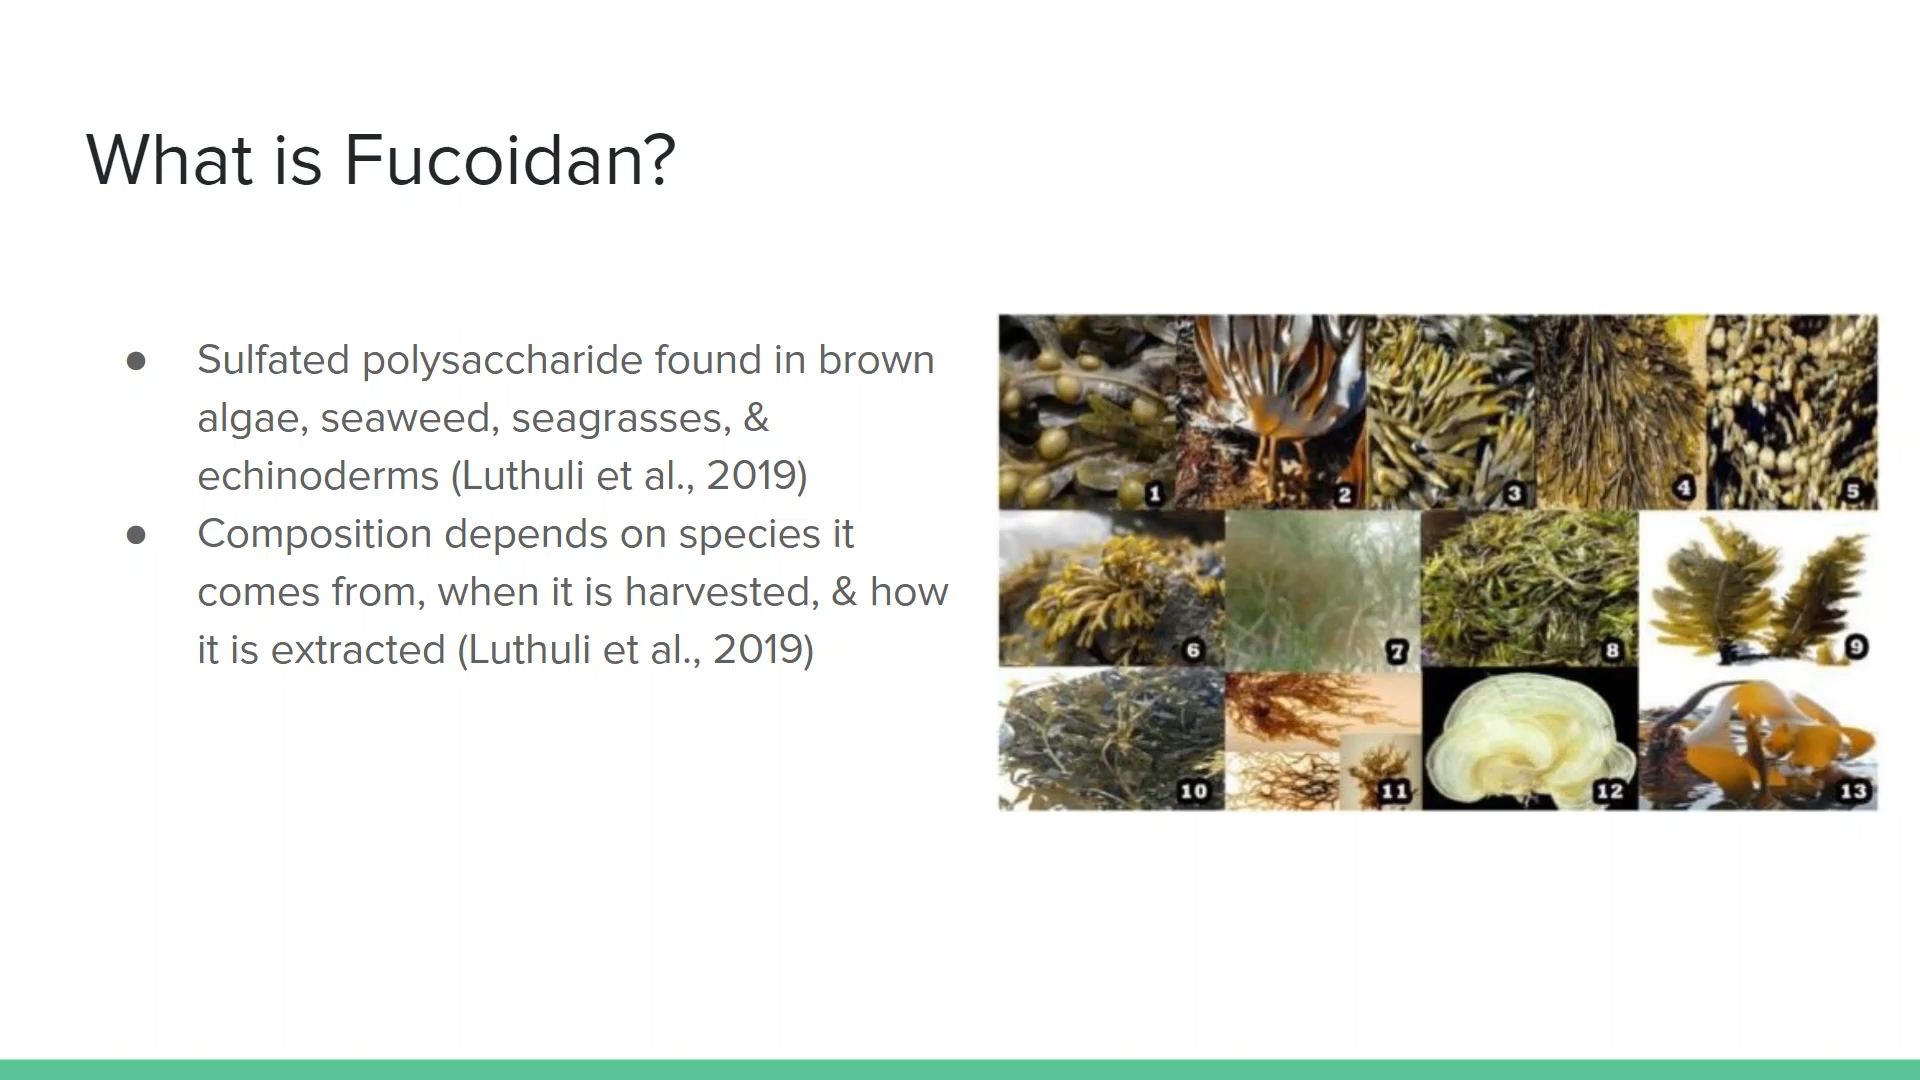 What is Fucoidan?
● Sulfated polysaccharide found in brown
algae, seaweed, seagrasses, &
echinoderms (Luthuli et al., 2019)
● Composition depends on species it
comes from, when it is harvested, & how
it is extracted (Luthuli et al., 2019)
1 2 3 4 5
6 7 8 9
10 11 12 13